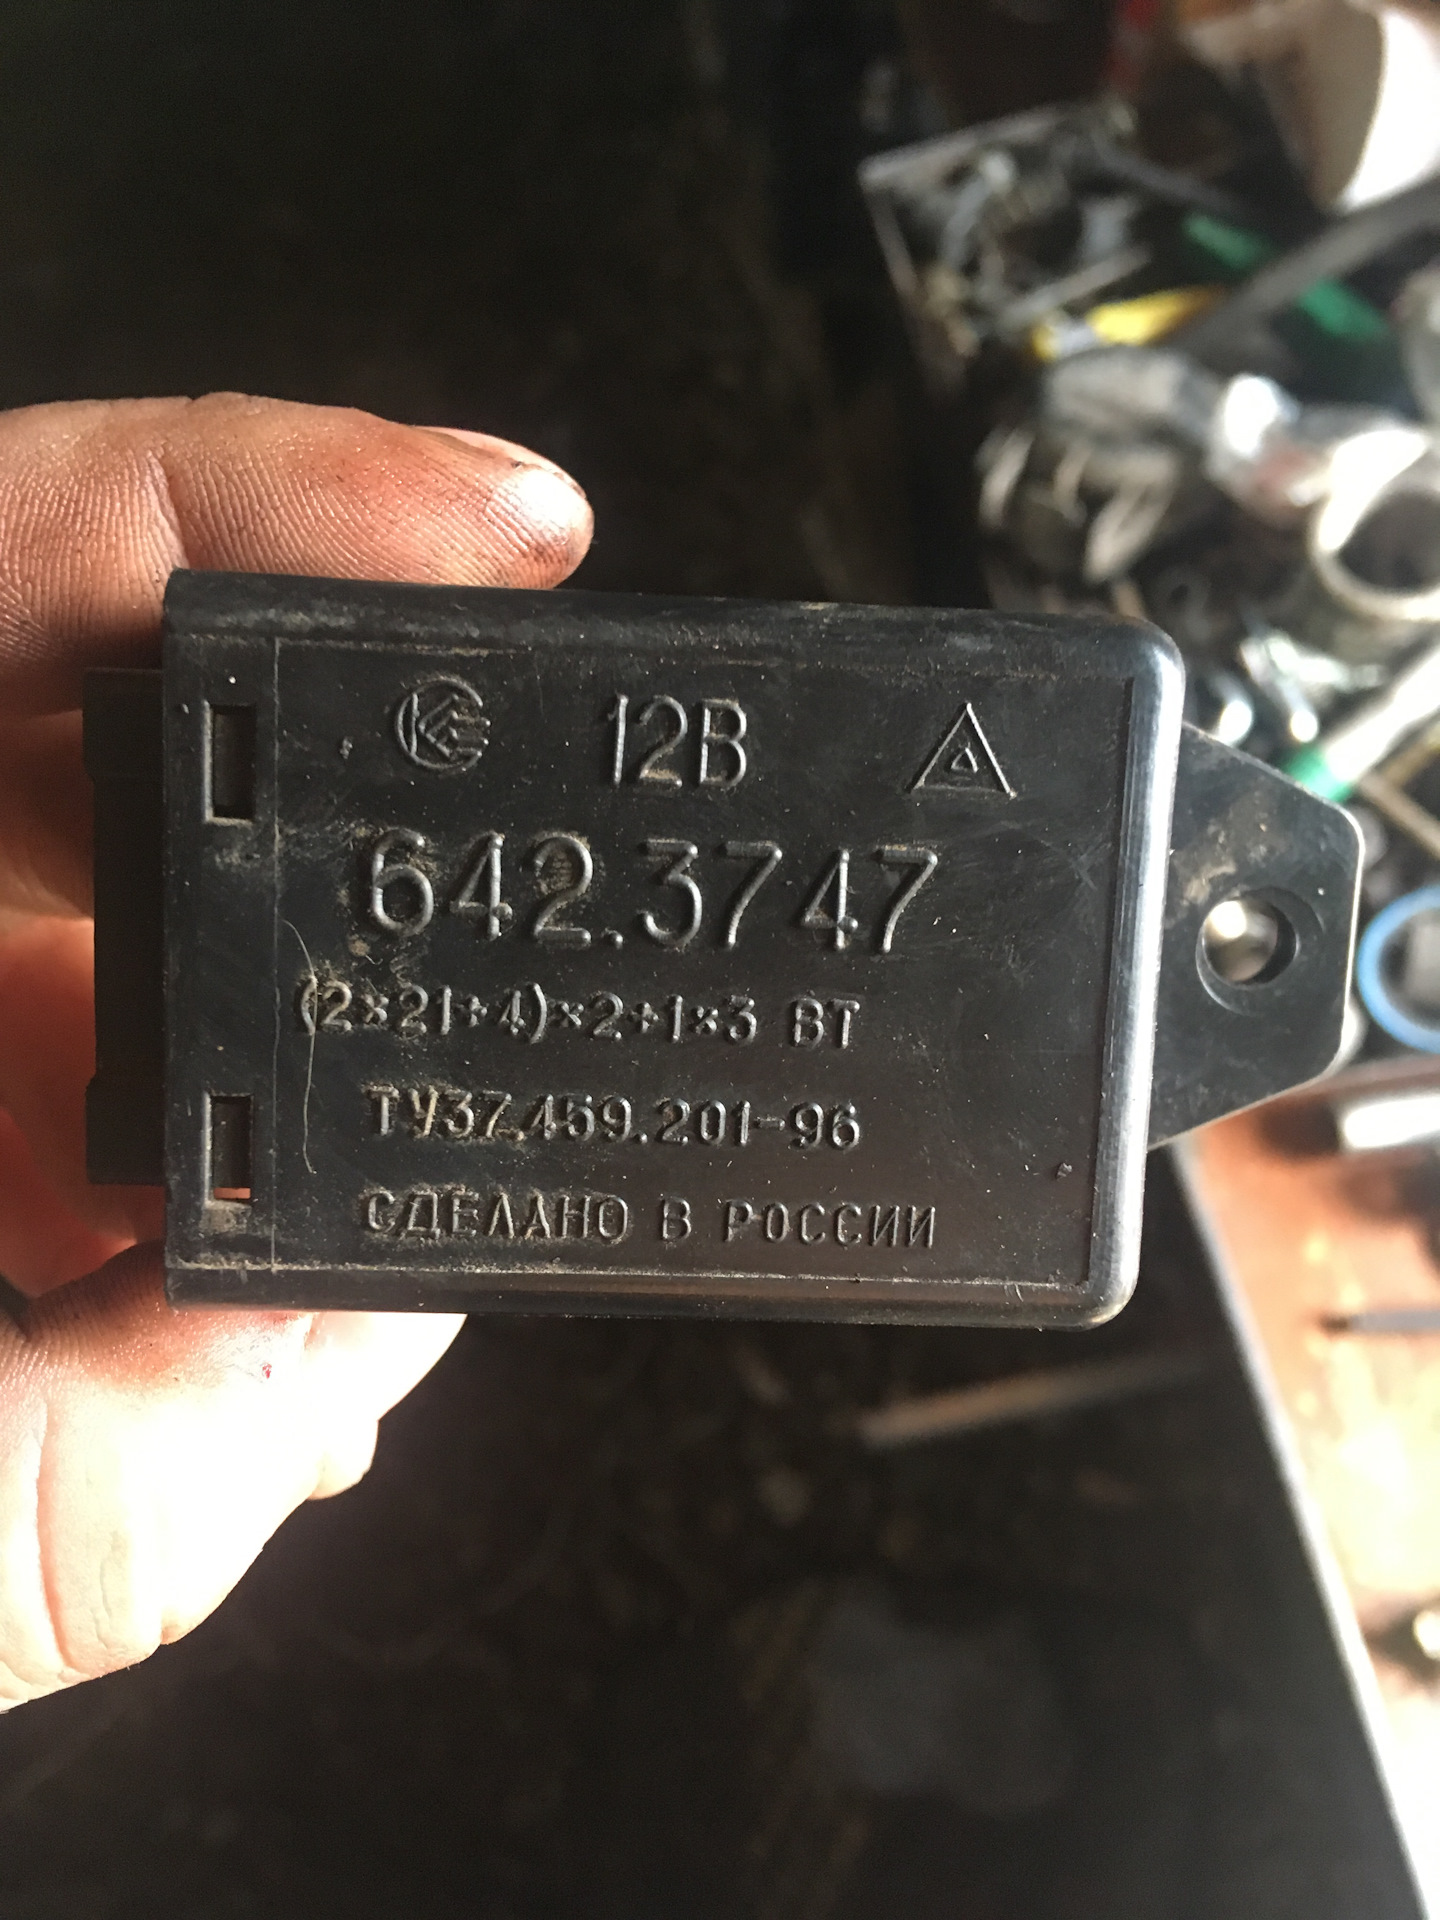 12В
642.3747
(2×21+4)×2+1×3 ВТ
ТУ37.459.201-96
СДЕЛАНО В РОССИИ